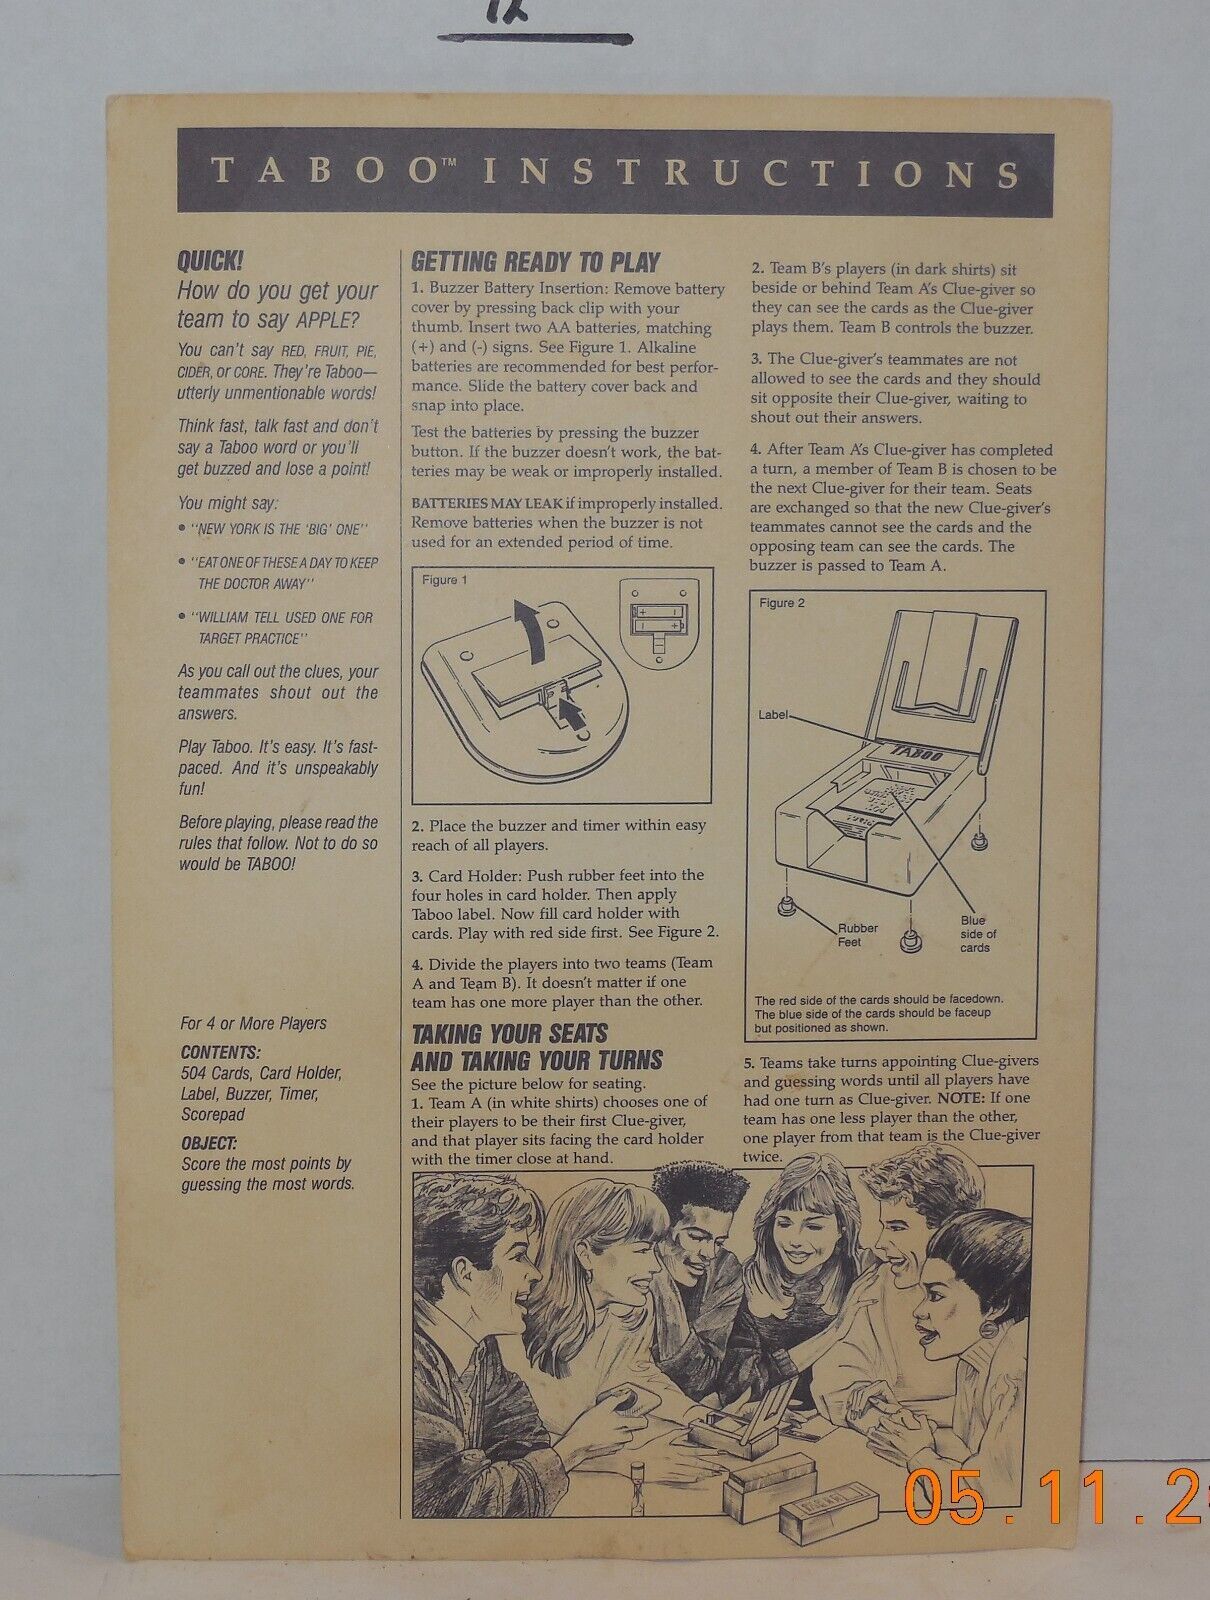 12
TABOO™ INSTRUCTIONS
QUICK!
How do you get your
team to say APPLE?
You can't say RED, FRUIT, PIE,
CIDER, or CORE. They're Taboo—
utterly unmentionable words!
Think fast, talk fast and don't
say a Taboo word or you'll
get buzzed and lose a point!
You might say:
• "NEW YORK IS THE 'BIG' ONE"
• "EAT ONE OF THESE A DAY TO KEEP
THE DOCTOR AWAY"
• "WILLIAM TELL USED ONE FOR
TARGET PRACTICE"
As you call out the clues, your
teammates shout out the
answers.
Play Taboo. It's easy. It's fast-
paced. And it's unspeakably
fun!
Before playing, please read the
rules that follow. Not to do so
would be TABOO!
For 4 or More Players
CONTENTS:
504 Cards, Card Holder,
Label, Buzzer, Timer,
Scorepad
OBJECT:
Score the most points by
guessing the most words.
GETTING READY TO PLAY
1. Buzzer Battery Insertion: Remove battery
cover by pressing back clip with your
thumb. Insert two AA batteries, matching
(+) and (-) signs. See Figure 1. Alkaline
batteries are recommended for best perfor-
mance. Slide the battery cover back and
snap into place.
Test the batteries by pressing the buzzer
button. If the buzzer doesn't work, the bat-
teries may be weak or improperly installed.
BATTERIES MAY LEAK if improperly installed.
Remove batteries when the buzzer is not
used for an extended period of time.
Figure 1
2. Place the buzzer and timer within easy
reach of all players.
3. Card Holder: Push rubber feet into the
four holes in card holder. Then apply
Taboo label. Now fill card holder with
cards. Play with red side first. See Figure 2.
4. Divide the players into two teams (Team
A and Team B). It doesn't matter if one
team has one more player than the other.
TAKING YOUR SEATS
AND TAKING YOUR TURNS
See the picture below for seating.
1. Team A (in white shirts) chooses one of
their players to be their first Clue-giver,
and that player sits facing the card holder
with the timer close at hand.
2. Team B's players (in dark shirts) sit
beside or behind Team A's Clue-giver so
they can see the cards as the Clue-giver
plays them. Team B controls the buzzer.
3. The Clue-giver's teammates are not
allowed to see the cards and they should
sit opposite their Clue-giver, waiting to
shout out their answers.
4. After Team A's Clue-giver has completed
a turn, a member of Team B is chosen to be
the next Clue-giver for their team. Seats
are exchanged so that the new Clue-giver's
teammates cannot see the cards and the
opposing team can see the cards. The
buzzer is passed to Team A.
Figure 2
Label
TABOO
Rubber
Feet
Blue
side of
cards
The red side of the cards should be facedown.
The blue side of the cards should be faceup
but positioned as shown.
5. Teams take turns appointing Clue-givers
and guessing words until all players have
had one turn as Clue-giver. NOTE: If one
team has one less player than the other,
one player from that team is the Clue-giver
twice.
05.11.2